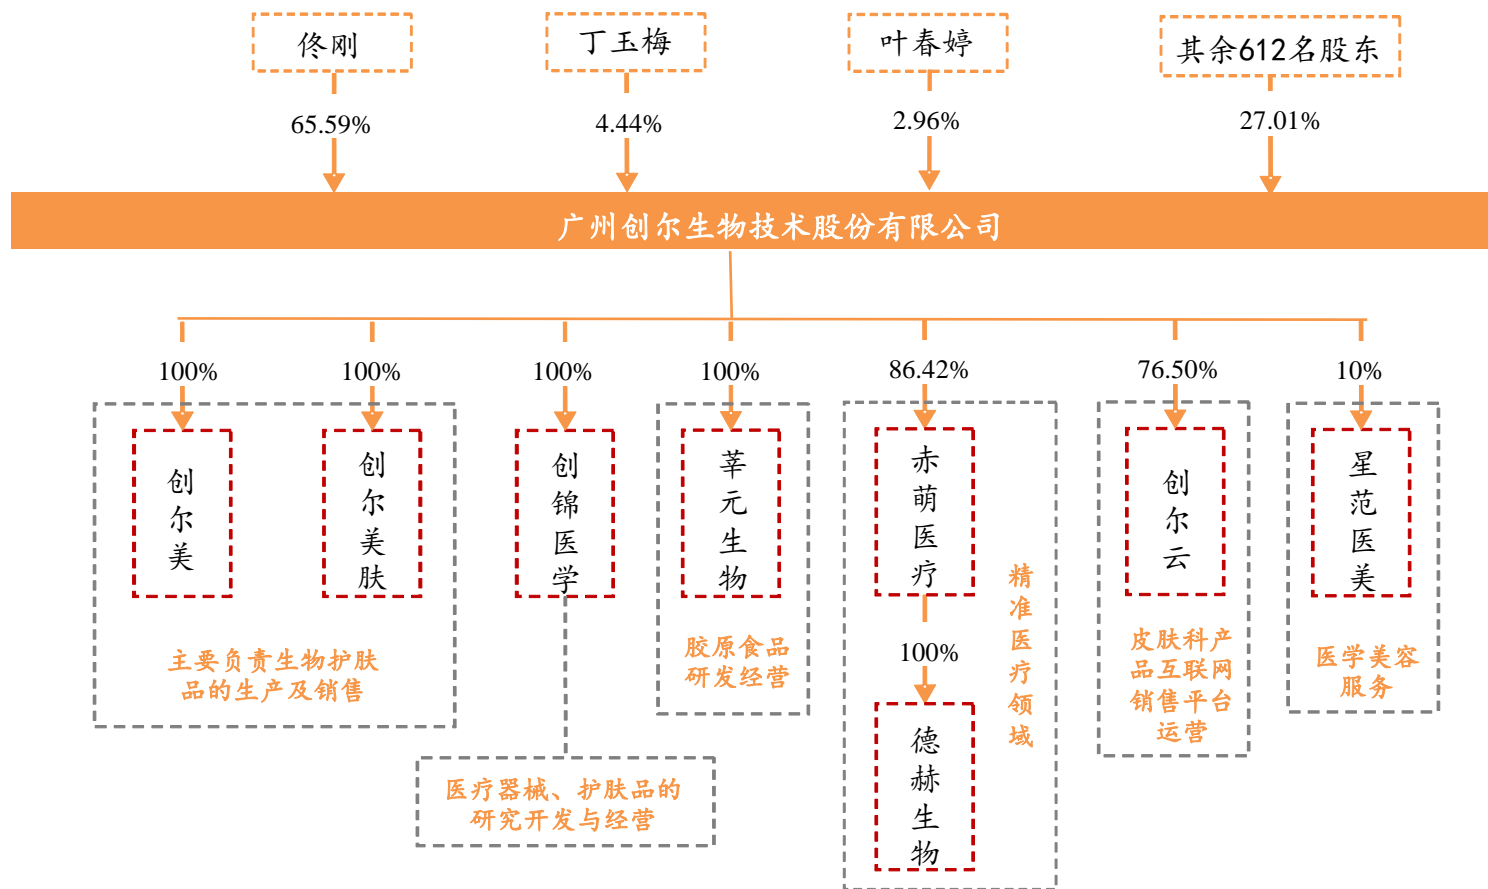 佟刚
丁玉梅
叶春婷
其余612名股东
65.59%
4.44%
2.96%
27.01%
广州创尔生物技术股份有限公司
100%
100%
100%
100%
86.42%
76.50%
10%
创尔美
创尔美肤
创锦医学
莘元生物
赤萌医疗
创尔云
星范医美
主要负责生物护肤
品的生产及销售
胶原食品
研发经营
100%
精准医疗领域
皮肤科产
品互联网
销售平台
运营
医学美容
服务
德赫生物
医疗器械、护肤品的
研究开发与经营